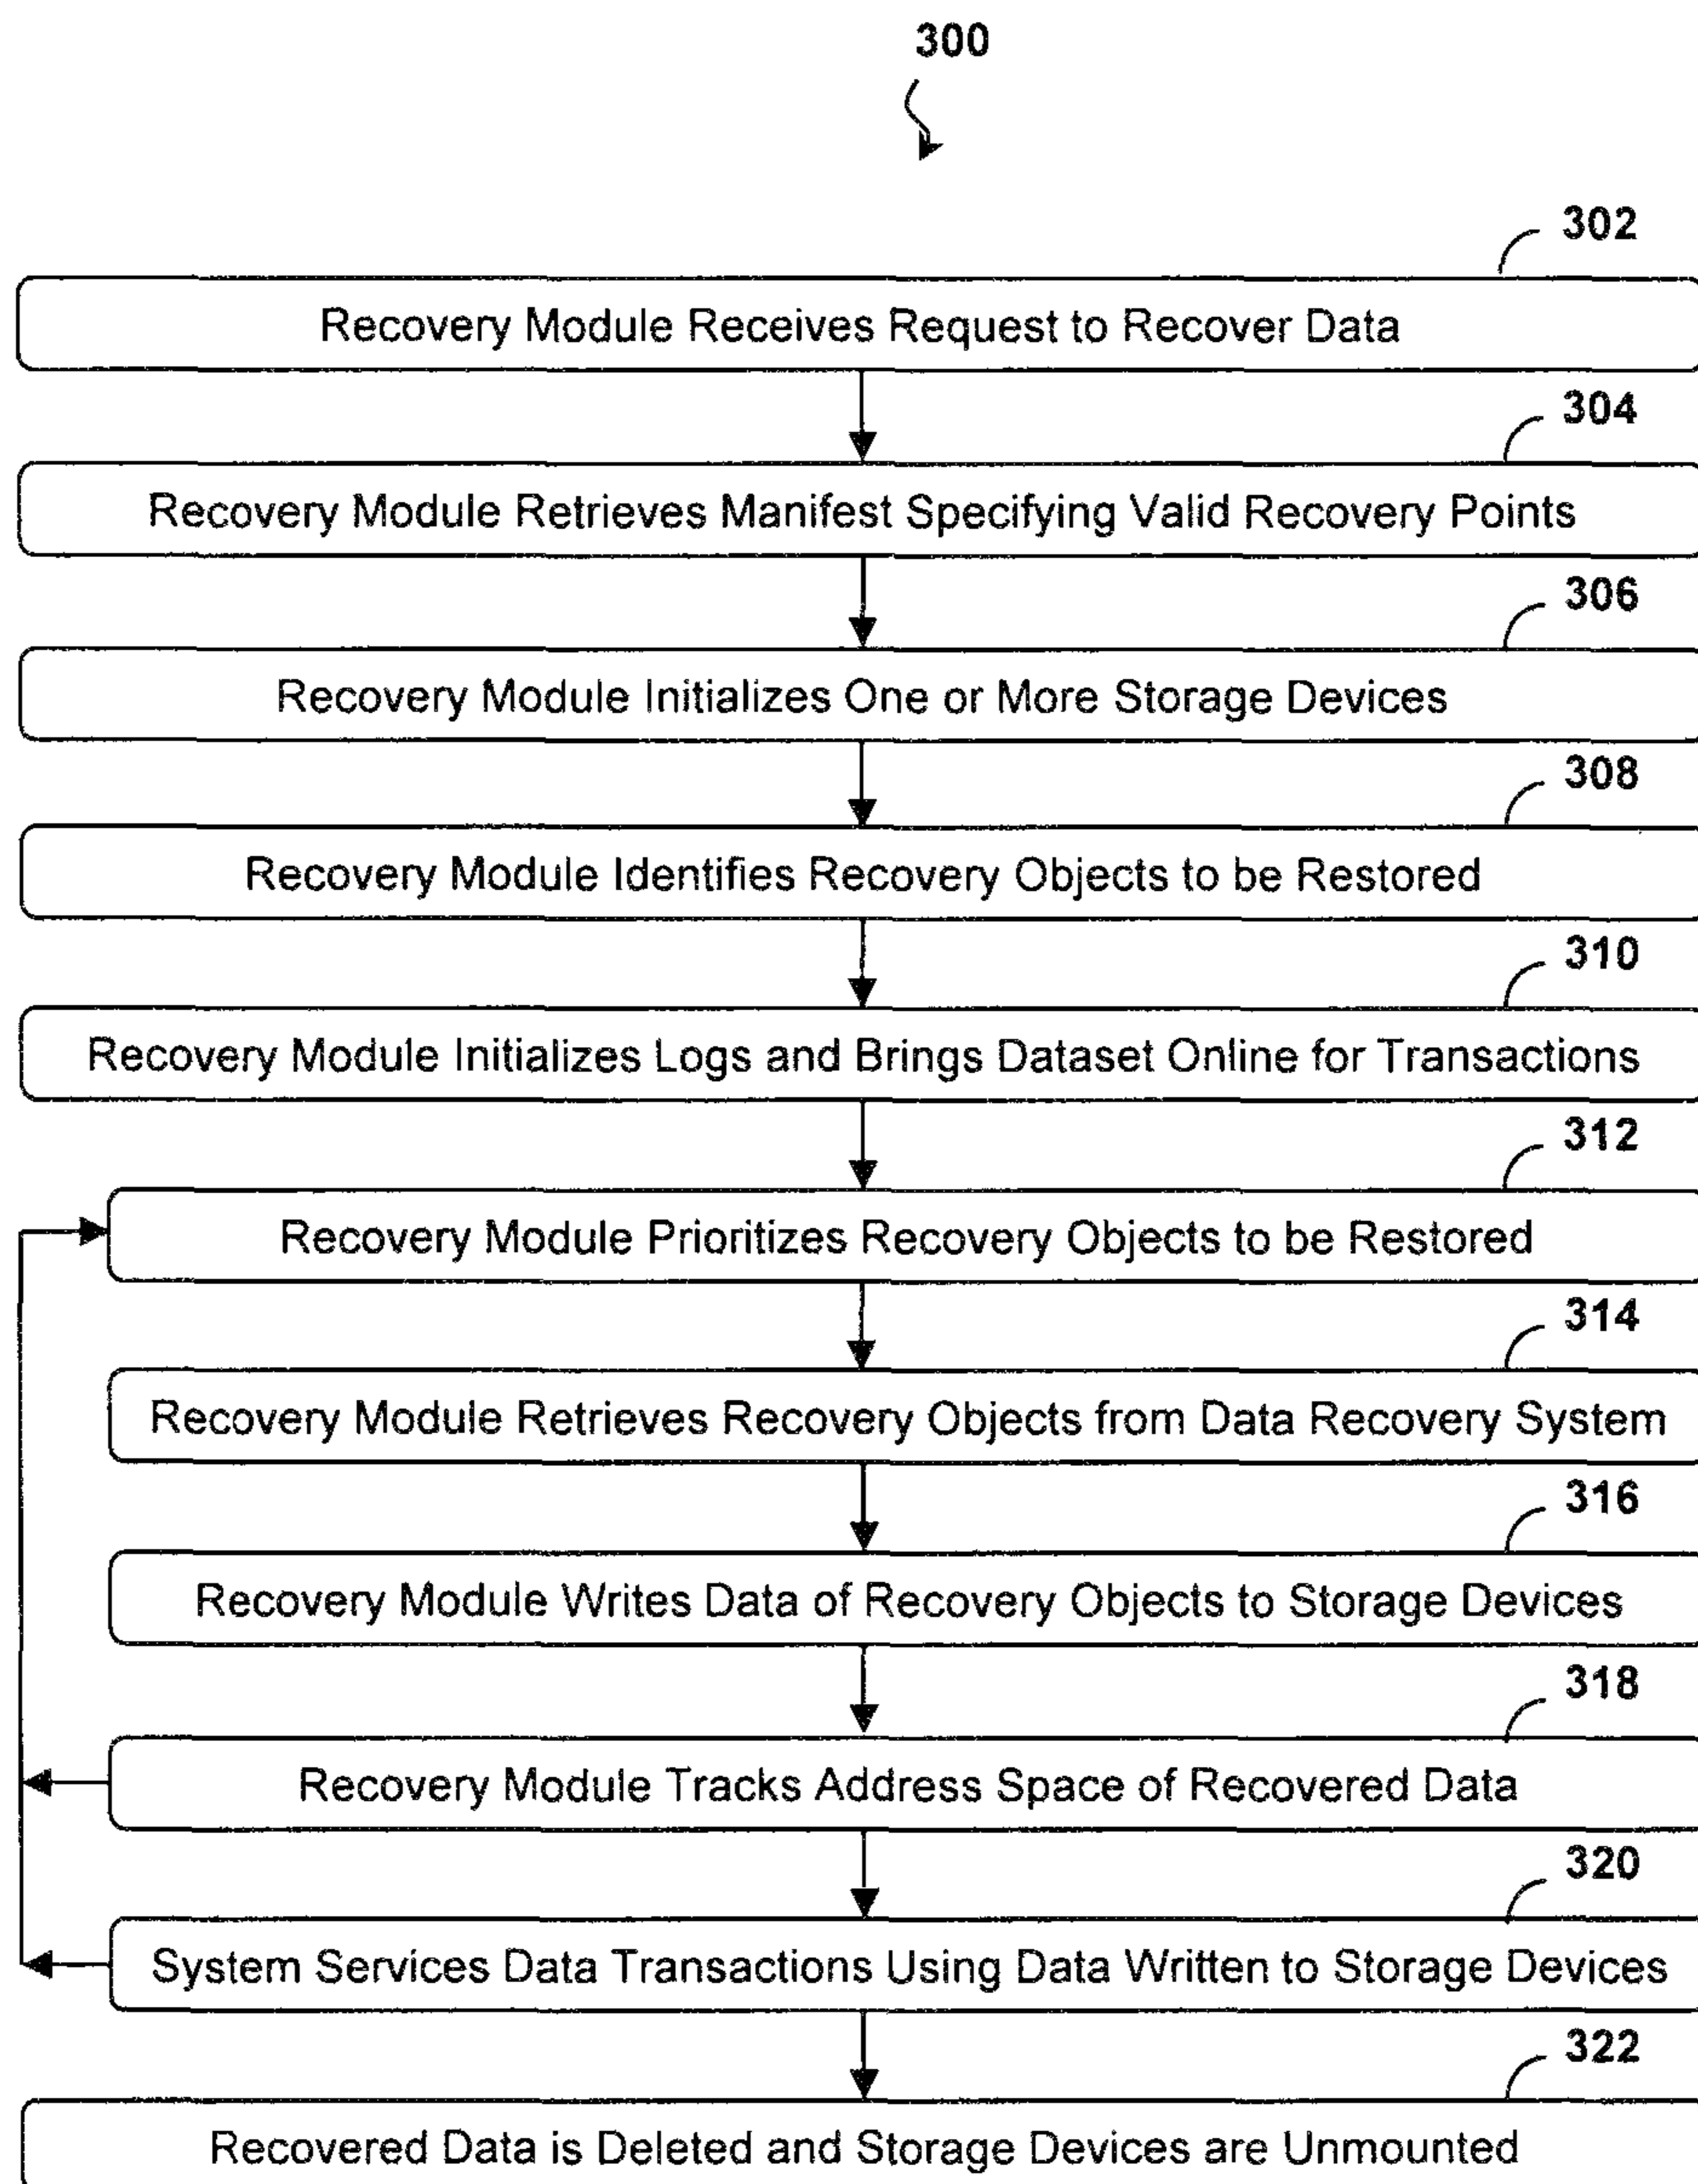 300
302
Recovery Module Receives Request to Recover Data
304
Recovery Module Retrieves Manifest Specifying Valid Recovery Points
306
Recovery Module Initializes One or More Storage Devices
308
Recovery Module Identifies Recovery Objects to be Restored
310
Recovery Module Initializes Logs and Brings Dataset Online for Transactions
312
Recovery Module Prioritizes Recovery Objects to be Restored
314
Recovery Module Retrieves Recovery Objects from Data Recovery System
316
Recovery Module Writes Data of Recovery Objects to Storage Devices
318
Recovery Module Tracks Address Space of Recovered Data
320
System Services Data Transactions Using Data Written to Storage Devices
322
Recovered Data is Deleted and Storage Devices are Unmounted